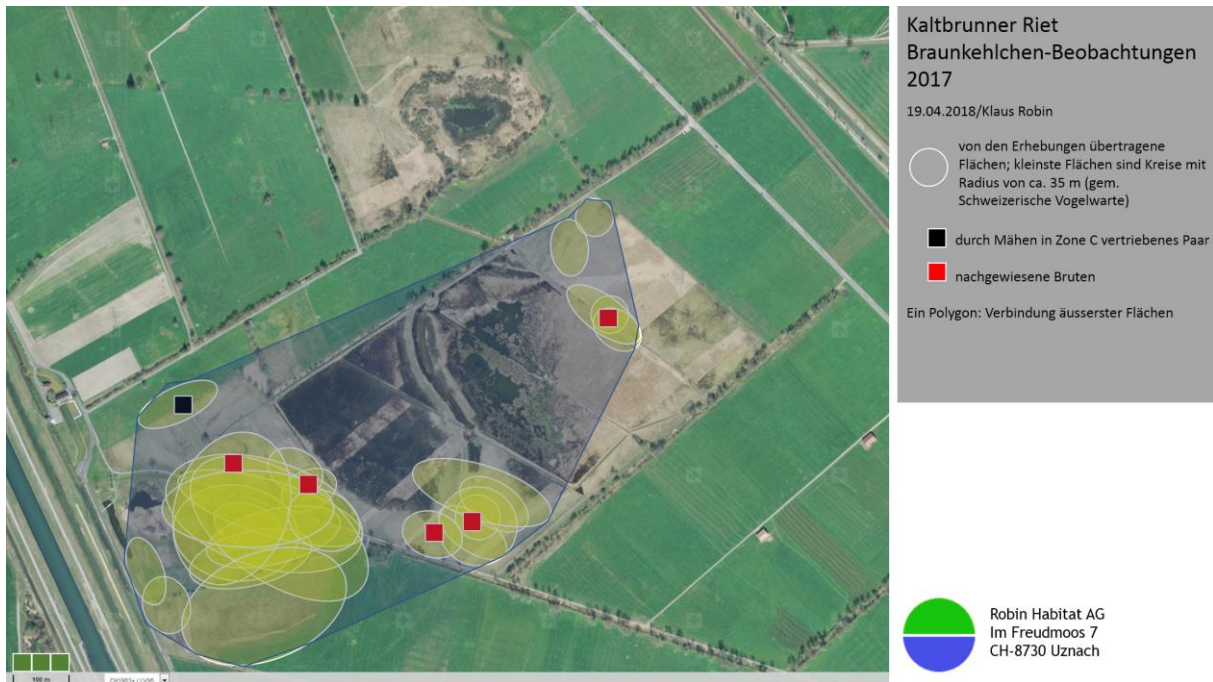 Kaltbrunner Riet
Braunkehlchen-Beobachtungen
2017
19.04.2018/Klaus Robin
von den Erhebungen übertragene
Flächen; kleinste Flächen sind Kreise mit
Radius von ca. 35 m (gem.
Schweizerische Vogelwarte)
durch Mähen in Zone C vertriebenes Paar
nachgewiesene Bruten
Ein Polygon: Verbindung äusserster Flächen
100 m
CH1903+ / LV95
Robin Habitat AG
Im Freudmoos 7
CH-8730 Uznach